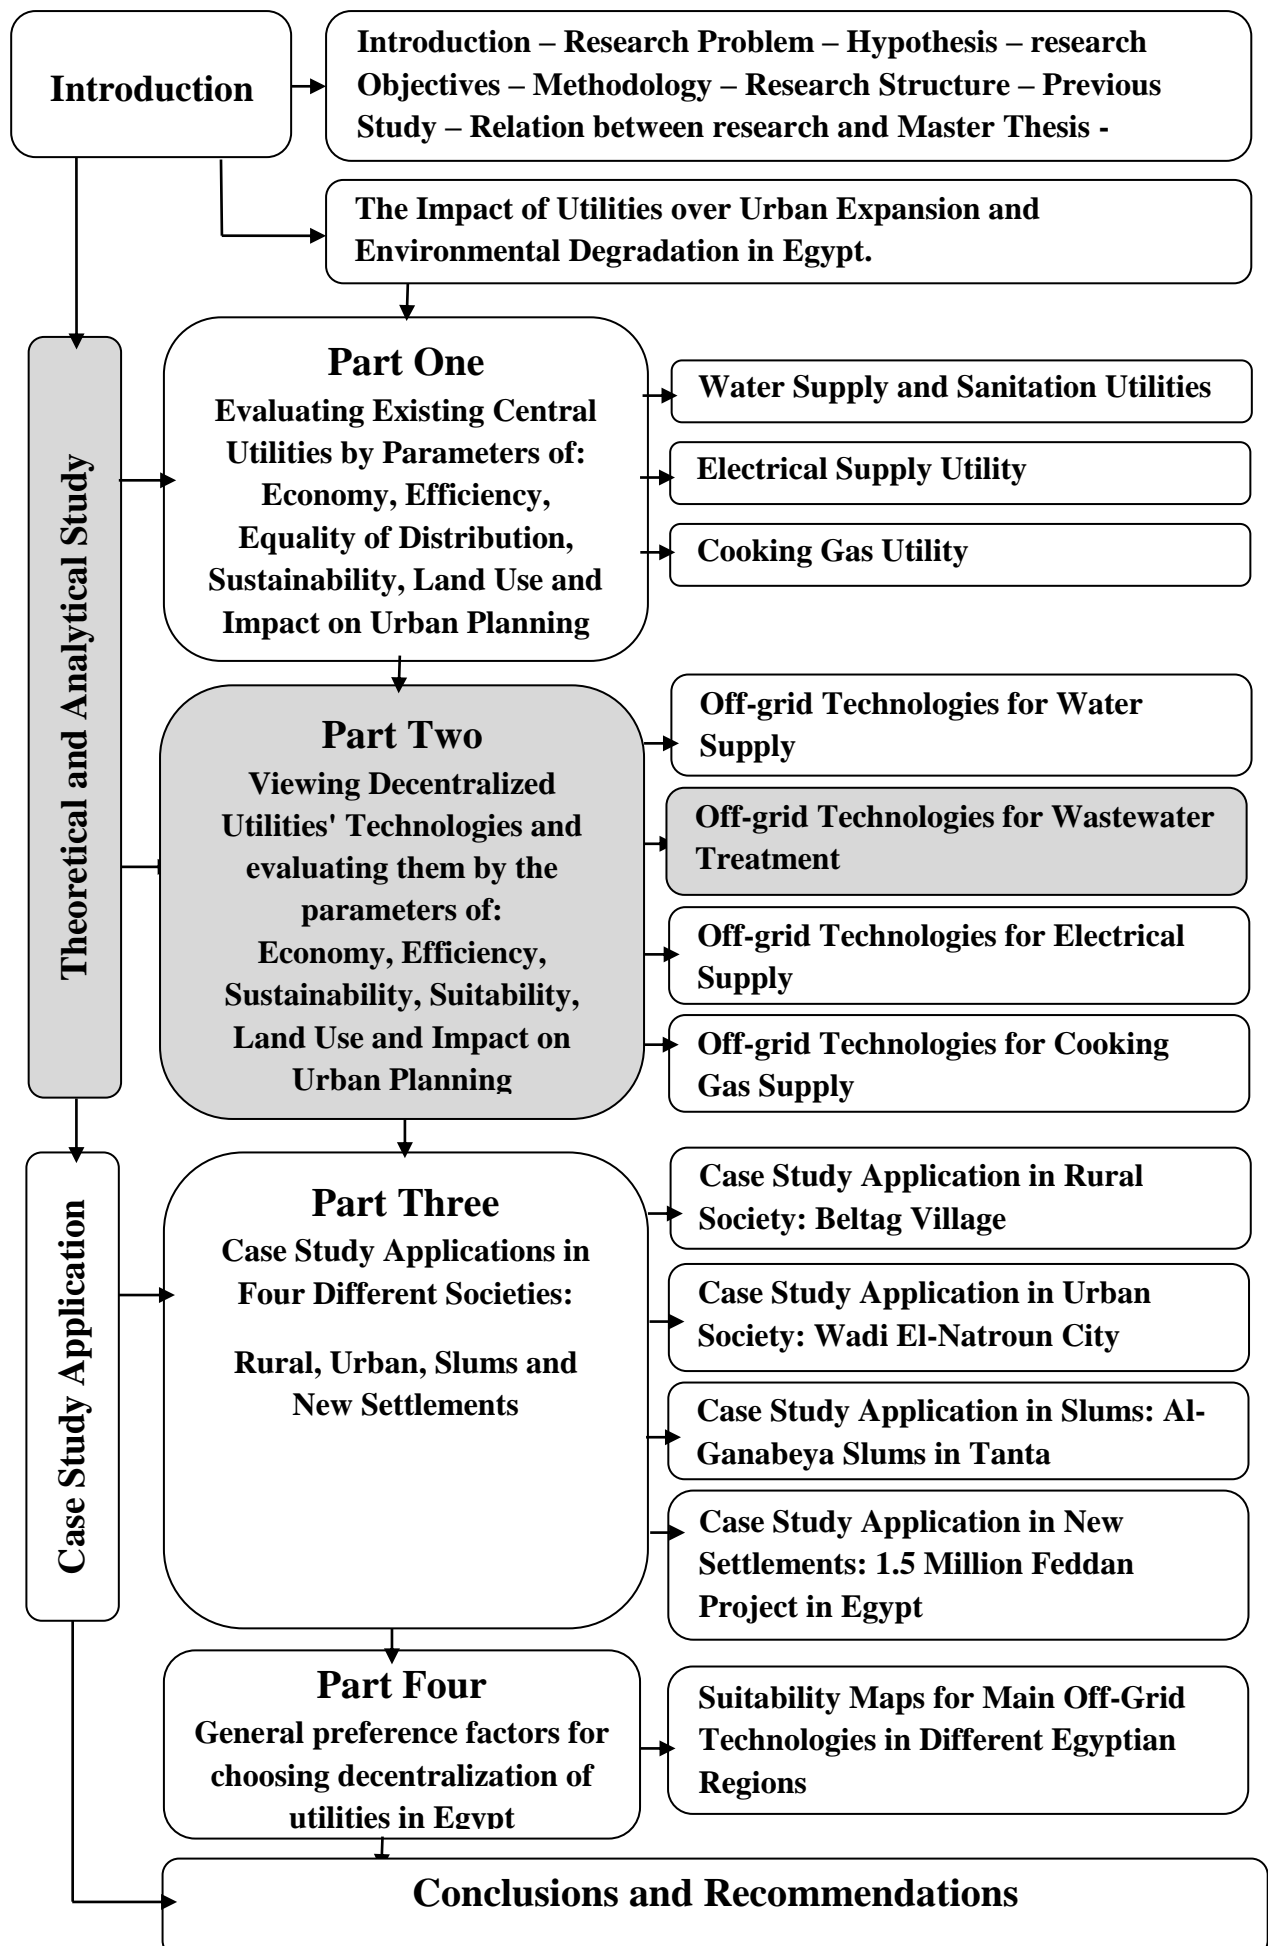 Introduction
Introduction – Research Problem – Hypothesis – research
Objectives – Methodology – Research Structure – Previous
Study – Relation between research and Master Thesis -
The Impact of Utilities over Urban Expansion and
Environmental Degradation in Egypt.
Theoretical and Analytical Study
Part One
Evaluating Existing Central
Utilities by Parameters of:
Economy, Efficiency,
Equality of Distribution,
Sustainability, Land Use and
Impact on Urban Planning
Water Supply and Sanitation Utilities
Electrical Supply Utility
Cooking Gas Utility
Part Two
Viewing Decentralized
Utilities' Technologies and
evaluating them by the
parameters of:
Economy, Efficiency,
Sustainability, Suitability,
Land Use and Impact on
Urban Planning
Off-grid Technologies for Water
Supply
Off-grid Technologies for Wastewater
Treatment
Off-grid Technologies for Electrical
Supply
Off-grid Technologies for Cooking
Gas Supply
Case Study Application
Part Three
Case Study Applications in
Four Different Societies:
Rural, Urban, Slums and
New Settlements
Case Study Application in Rural
Society: Beltag Village
Case Study Application in Urban
Society: Wadi El-Natroun City
Case Study Application in Slums: Al-
Ganabeya Slums in Tanta
Case Study Application in New
Settlements: 1.5 Million Feddan
Project in Egypt
Part Four
General preference factors for
choosing decentralization of
utilities in Egypt
Suitability Maps for Main Off-Grid
Technologies in Different Egyptian
Regions
Conclusions and Recommendations